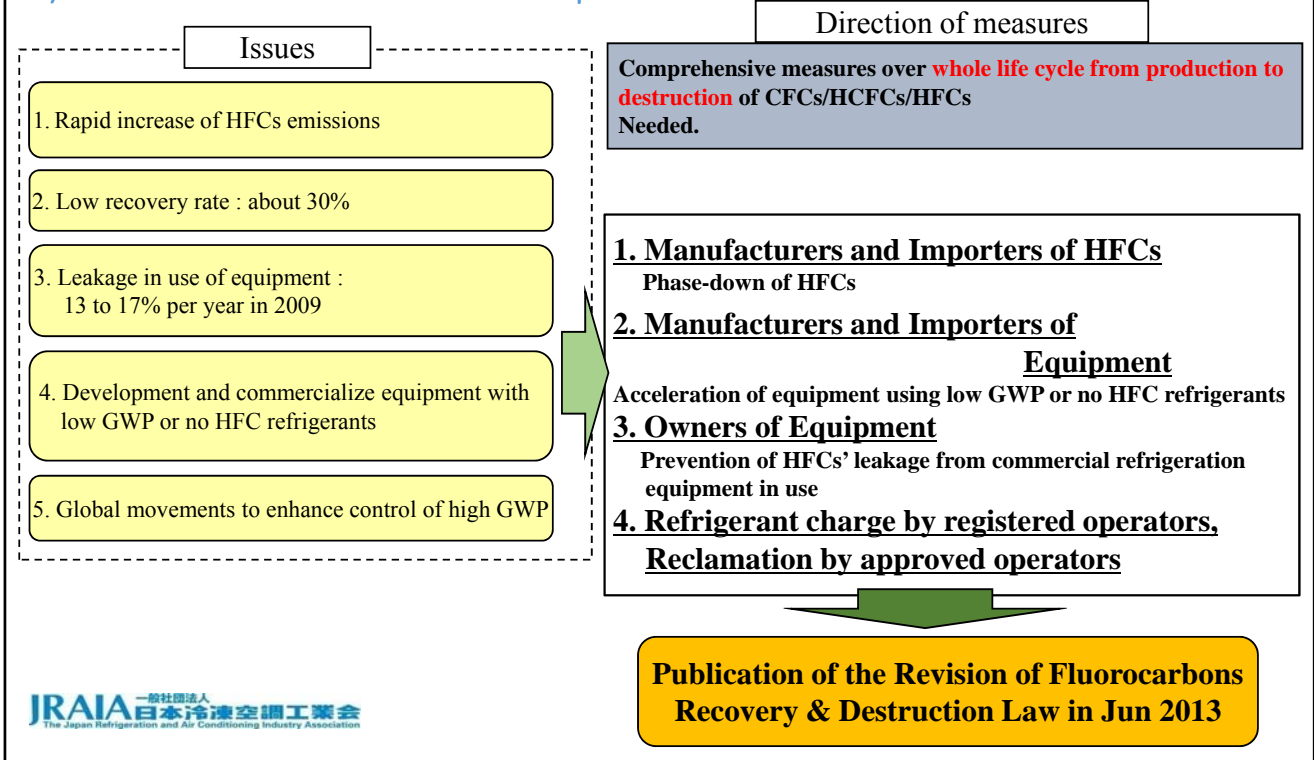 Issues
1. Rapid increase of HFCs emissions
2. Low recovery rate : about 30%
3. Leakage in use of equipment :
13 to 17% per year in 2009
4. Development and commercialize equipment with
low GWP or no HFC refrigerants
5. Global movements to enhance control of high GWP
Direction of measures
Comprehensive measures over whole life cycle from production to
destruction of CFCs/HCFCs/HFCs
Needed.
1. Manufacturers and Importers of HFCs
Phase-down of HFCs
2. Manufacturers and Importers of
Equipment
Acceleration of equipment using low GWP or no HFC refrigerants
3. Owners of Equipment
Prevention of HFCs’ leakage from commercial refrigeration
equipment in use
4. Refrigerant charge by registered operators,
Reclamation by approved operators
Publication of the Revision of Fluorocarbons
Recovery & Destruction Law in Jun 2013
JRAIA 一般社団法人
日本冷凍空調工業会
The Japan Refrigeration and Air Conditioning Industry Association